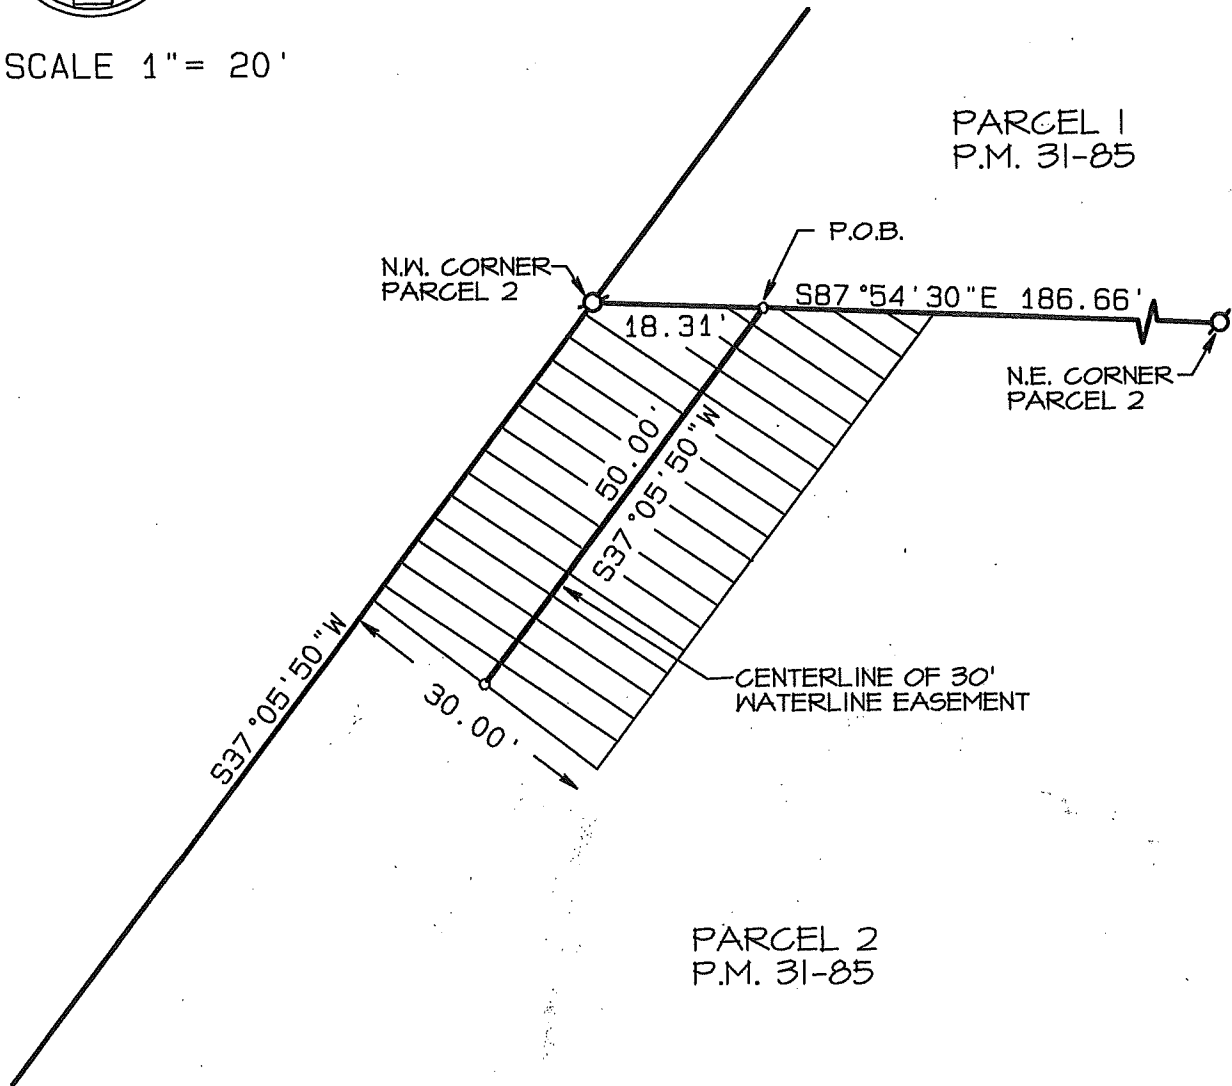 SCALE 1"= 20'
PARCEL 1
P.M. 31-85
P.O.B.
N.W. CORNER
PARCEL 2
S87°54'30"E 186.66'
18.31'
N.E. CORNER
PARCEL 2
50.00'
S37°05'50"W
S37°05'50"W
30.00'
CENTERLINE OF 30'
WATERLINE EASEMENT
PARCEL 2
P.M. 31-85